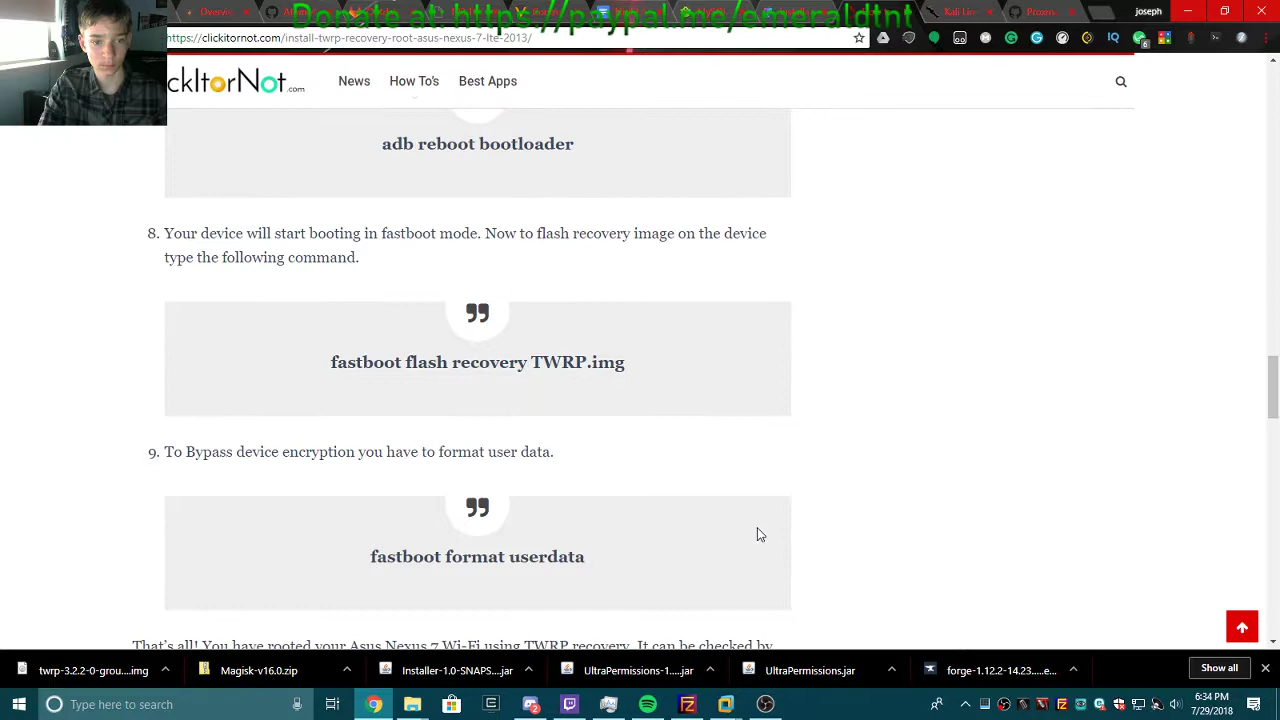 Donate at https://paypal.me/emeraldtnt
Overvie
Kali Lin
Proxm
joseph
https://clickitornot.com/install-twrp-recovery-root-asus-nexus-7-lte-2013/
ckItorNot.com
News
How To's
Best Apps
adb reboot bootloader
8. Your device will start booting in fastboot mode. Now to flash recovery image on the device
type the following command.
fastboot flash recovery TWRP.img
9. To Bypass device encryption you have to format user data.
fastboot format userdata
That's all! You have rooted your Asus Nexus 7 Wi-Fi using TWRP recovery. It can be checked by
twrp-3.2.2-0-grou....img
Magisk-v16.0.zip
Installer-1.0-SNAPS....jar
UltraPermissions-1....jar
UltraPermissions.jar
forge-1.12.2-14.23....e...
Show all
Type here to search
6:34 PM
7/29/2018